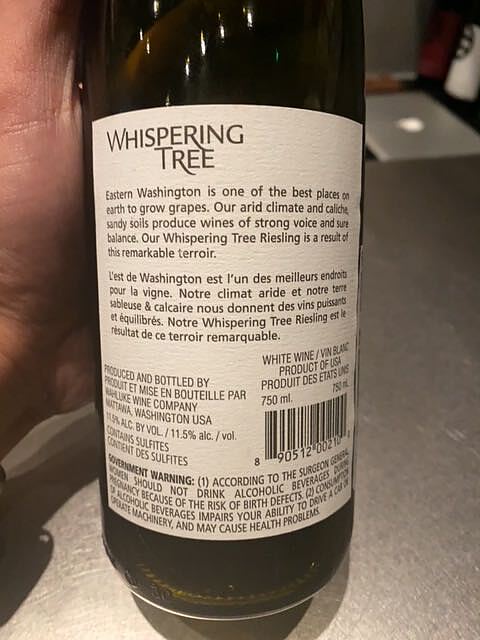 WHISPERING
TREE
Eastern Washington is one of the best places on
earth to grow grapes. Our arid climate and caliche,
sandy soils produce wines of strong voice and sure
balance. Our Whispering Tree Riesling is a result of
this remarkable terroir.
L'est de Washington est l'un des meilleurs endroits
pour la vigne. Notre climat aride et notre terre
sableuse & calcaire nous donnent des vins puissants
et équilibrés. Notre Whispering Tree Riesling est le
résultat de ce terroir remarquable.
WHITE WINE / VIN BLANC
PRODUCT OF USA
PRODUIT DES ETATS UNIS
750 ml. 750 mL
PRODUCED AND BOTTLED BY
PRODUIT ET MISE EN BOUTEILLE PAR
WAHLUKE WINE COMPANY
MATTAWA, WASHINGTON USA
11.5% ALC. BY VOL. / 11.5% alc. / vol.
CONTAINS SULFITES
CONTIENT DES SULFITES
8 90512 00210
GOVERNMENT WARNING: (1) ACCORDING TO THE SURGEON GENERAL,
WOMEN SHOULD NOT DRINK ALCOHOLIC BEVERAGES DURING
PREGNANCY BECAUSE OF THE RISK OF BIRTH DEFECTS. (2) CONSUMPTION
OF ALCOHOLIC BEVERAGES IMPAIRS YOUR ABILITY TO DRIVE A CAR OR
OPERATE MACHINERY, AND MAY CAUSE HEALTH PROBLEMS.